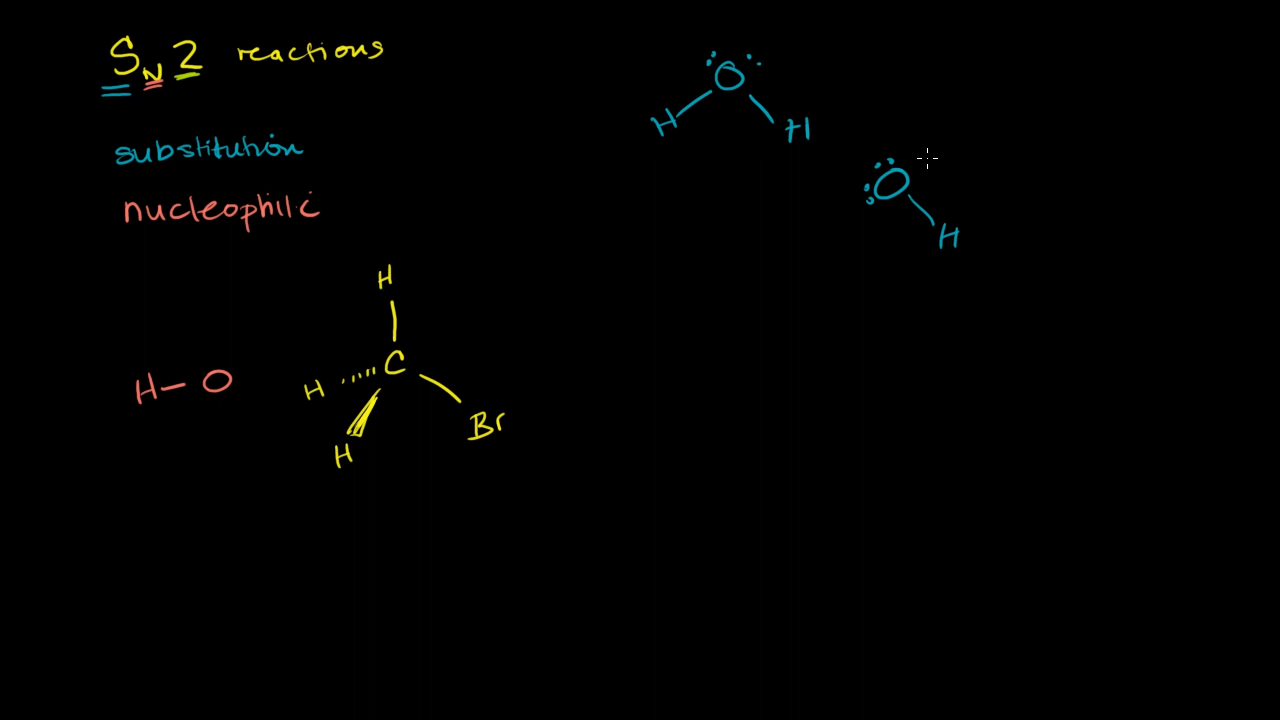 SN2 reactions
substitution
nucleophilic
H
O
H
H
O
H
H
C
H
Br
H
H — O